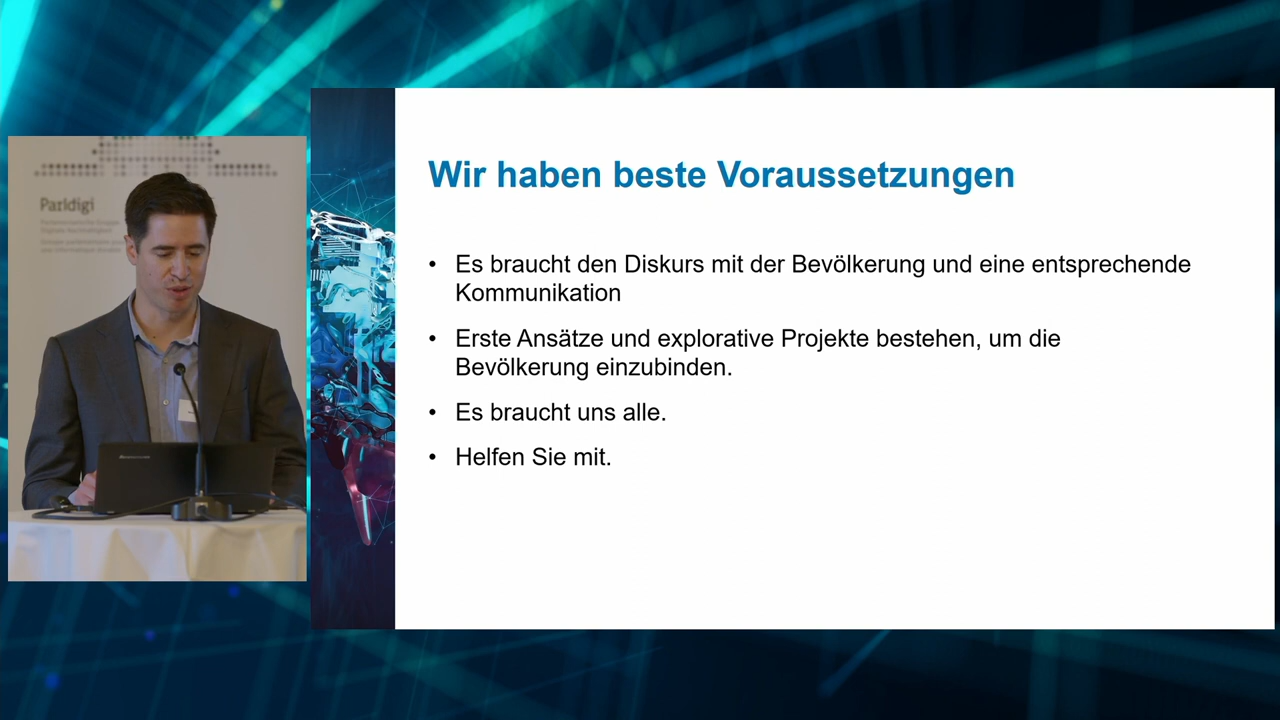 Parldigi
Wir haben beste Voraussetzungen
• Es braucht den Diskurs mit der Bevölkerung und eine entsprechende
Kommunikation
• Erste Ansätze und explorative Projekte bestehen, um die
Bevölkerung einzubinden.
• Es braucht uns alle.
• Helfen Sie mit.